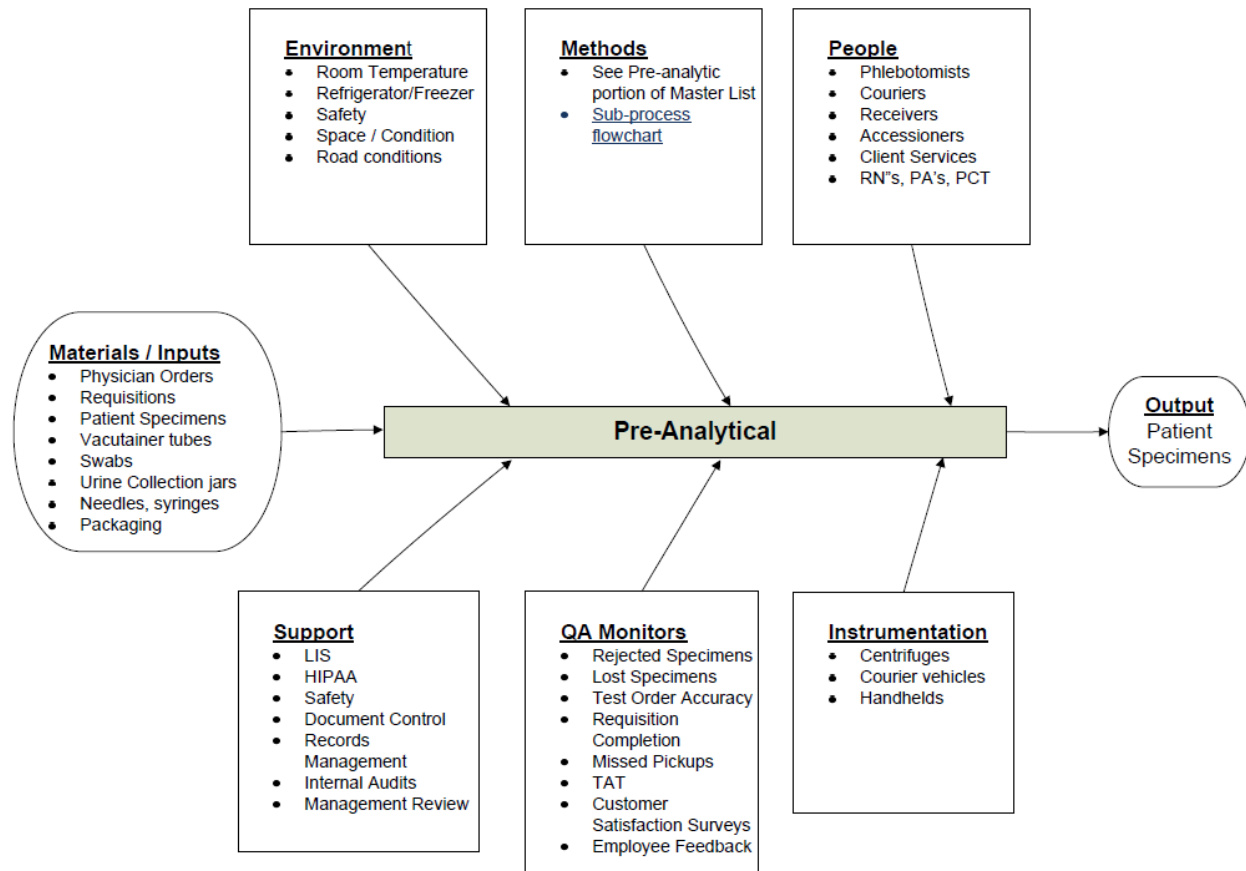 Environment
• Room Temperature
• Refrigerator/Freezer
• Safety
• Space / Condition
• Road conditions
Methods
• See Pre-analytic
portion of Master List
• Sub-process
flowchart
People
• Phlebotomists
• Couriers
• Receivers
• Accessioners
• Client Services
• RN"s, PA's, PCT
Materials / Inputs
• Physician Orders
• Requisitions
• Patient Specimens
• Vacutainer tubes
• Swabs
• Urine Collection jars
• Needles, syringes
• Packaging
Pre-Analytical
Output
Patient
Specimens
Support
• LIS
• HIPAA
• Safety
• Document Control
• Records
Management
• Internal Audits
• Management Review
QA Monitors
• Rejected Specimens
• Lost Specimens
• Test Order Accuracy
• Requisition
Completion
• Missed Pickups
• TAT
• Customer
Satisfaction Surveys
• Employee Feedback
Instrumentation
• Centrifuges
• Courier vehicles
• Handhelds